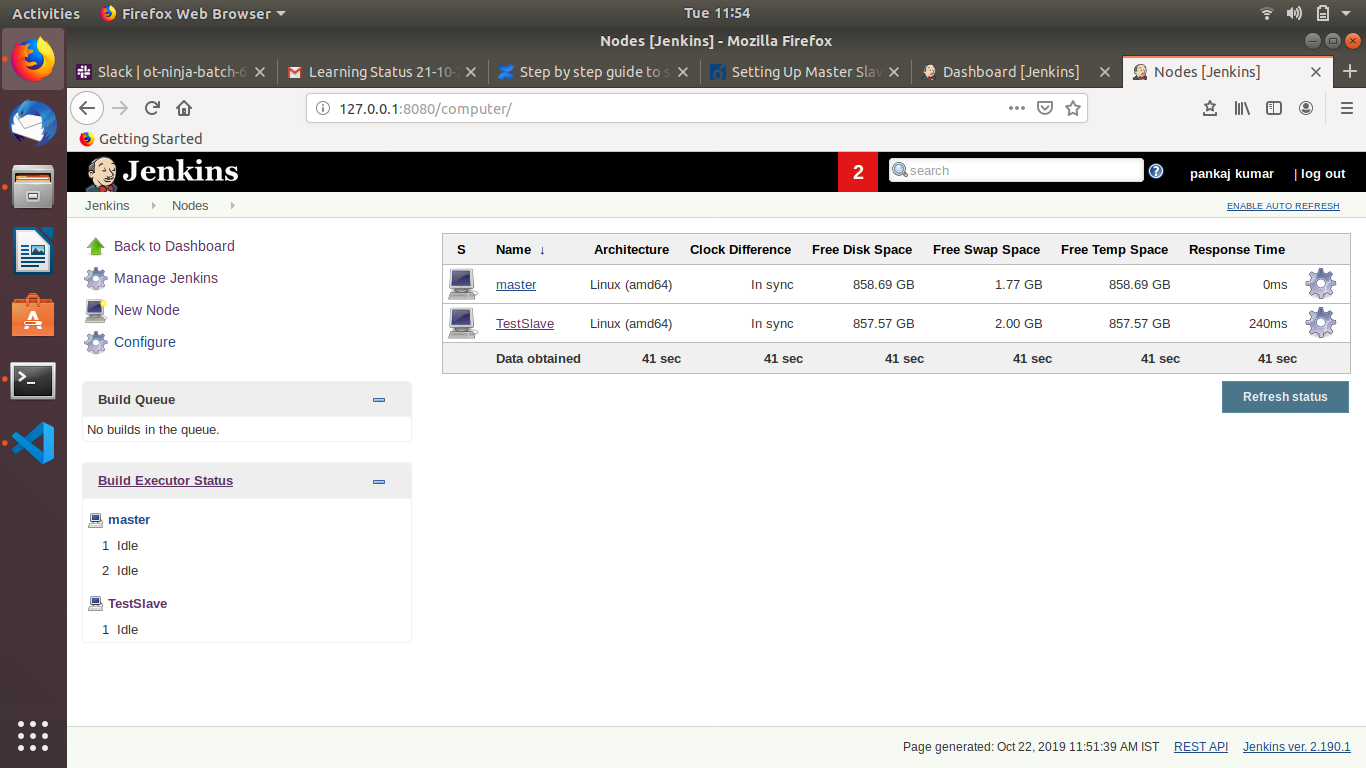 Activities Firefox Web Browser Tue 11:54
Nodes [Jenkins] - Mozilla Firefox
Slack | ot-ninja-batch-6 Learning Status 21-10- Step by step guide to s Setting Up Master Slav Dashboard [Jenkins] Nodes [Jenkins]
127.0.0.1:8080/computer/
Getting Started
Jenkins 2 search pankaj kumar | log out
Jenkins Nodes ENABLE AUTO REFRESH
Back to Dashboard
Manage Jenkins
New Node
Configure
S Name ↓ Architecture Clock Difference Free Disk Space Free Swap Space Free Temp Space Response Time
master Linux (amd64) In sync 858.69 GB 1.77 GB 858.69 GB 0ms
TestSlave Linux (amd64) In sync 857.57 GB 2.00 GB 857.57 GB 240ms
Data obtained 41 sec 41 sec 41 sec 41 sec 41 sec 41 sec
Refresh status
Build Queue
No builds in the queue.
Build Executor Status
master
1 Idle
2 Idle
TestSlave
1 Idle
Page generated: Oct 22, 2019 11:51:39 AM IST REST API Jenkins ver. 2.190.1